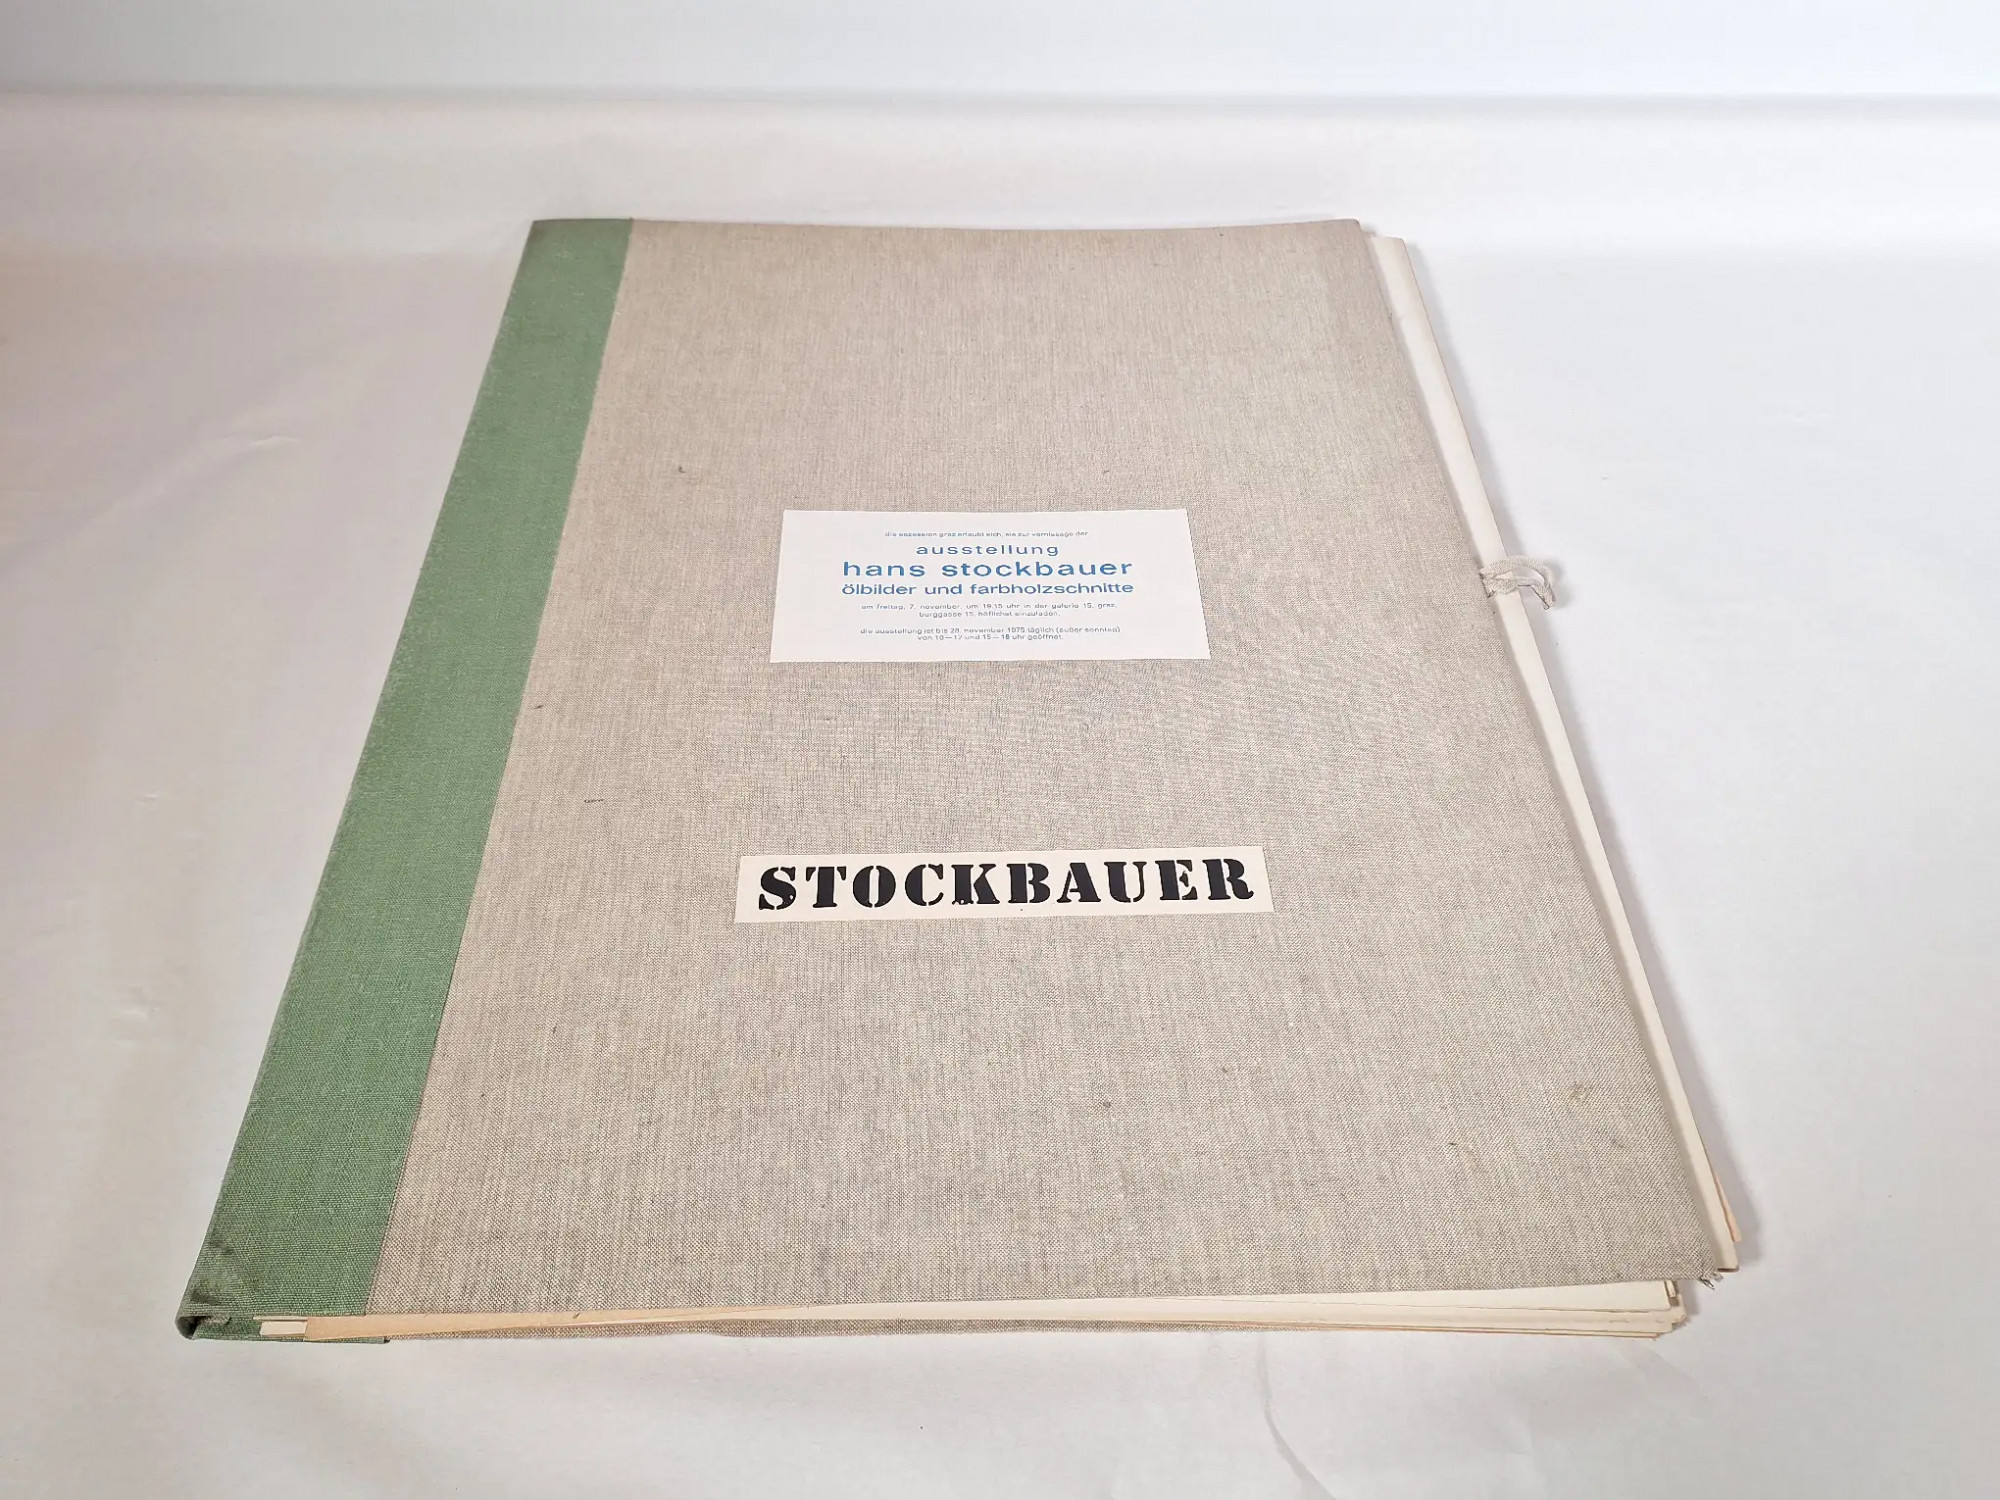 die sezession graz erlaubt sich, sie zur vernissage der
ausstellung
hans stockbauer
ölbilder und farbholzschnitte
am freitag, 7. november, um 19.15 uhr in der galerie 15, graz,
burggasse 15, höflichst einzuladen.
die ausstellung ist bis 28. november 1975 täglich (außer sonntag)
von 10—12 und 15—18 uhr geöffnet.
STOCKBAUER